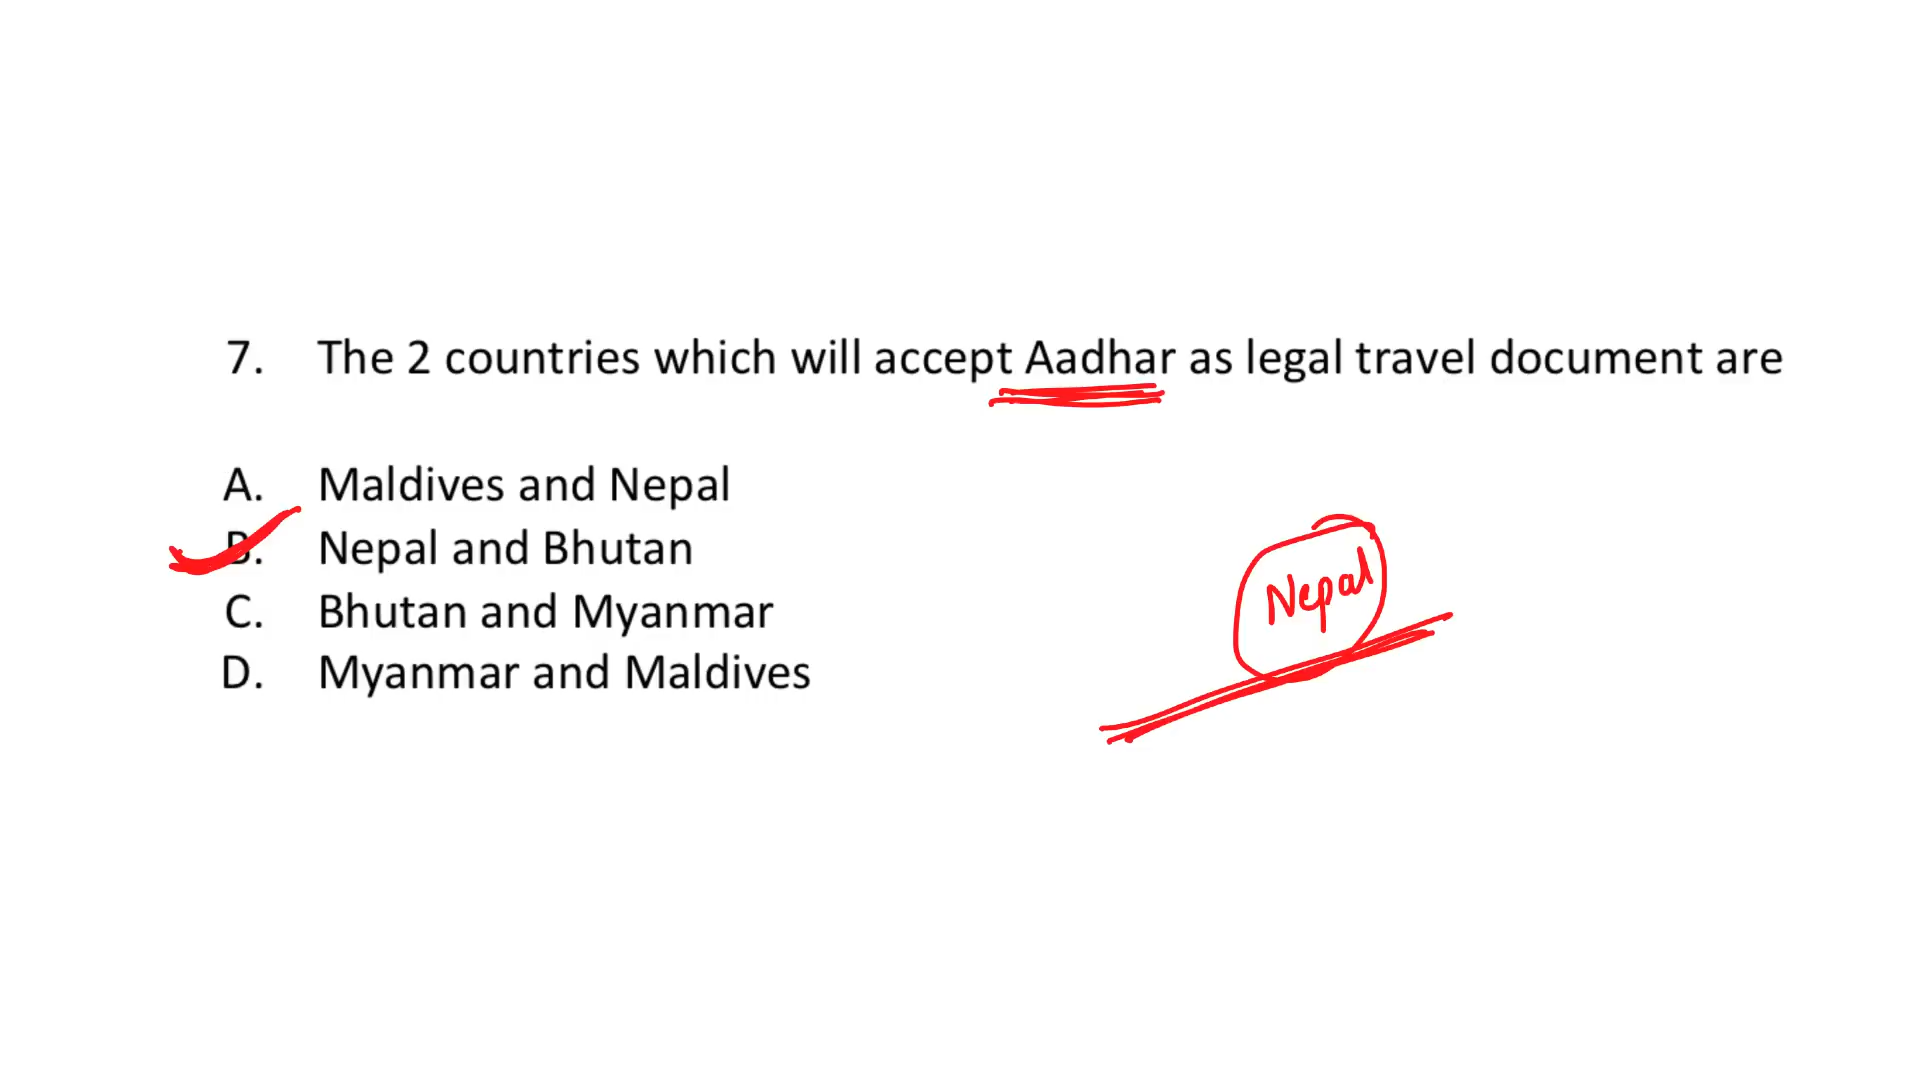 7. The 2 countries which will accept Aadhar as legal travel document are
A. Maldives and Nepal
B. Nepal and Bhutan
C. Bhutan and Myanmar
D. Myanmar and Maldives
Nepal